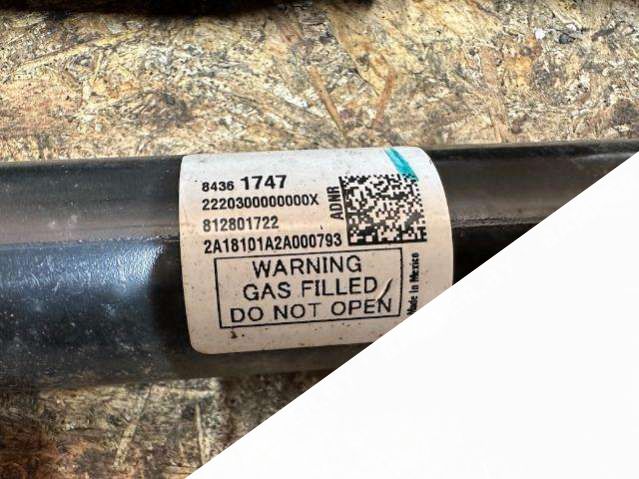 8436 1747
2220300000000X
812801722
2A18101A2A000793
ADNR
WARNING
GAS FILLED
DO NOT OPEN
Made in Mexico